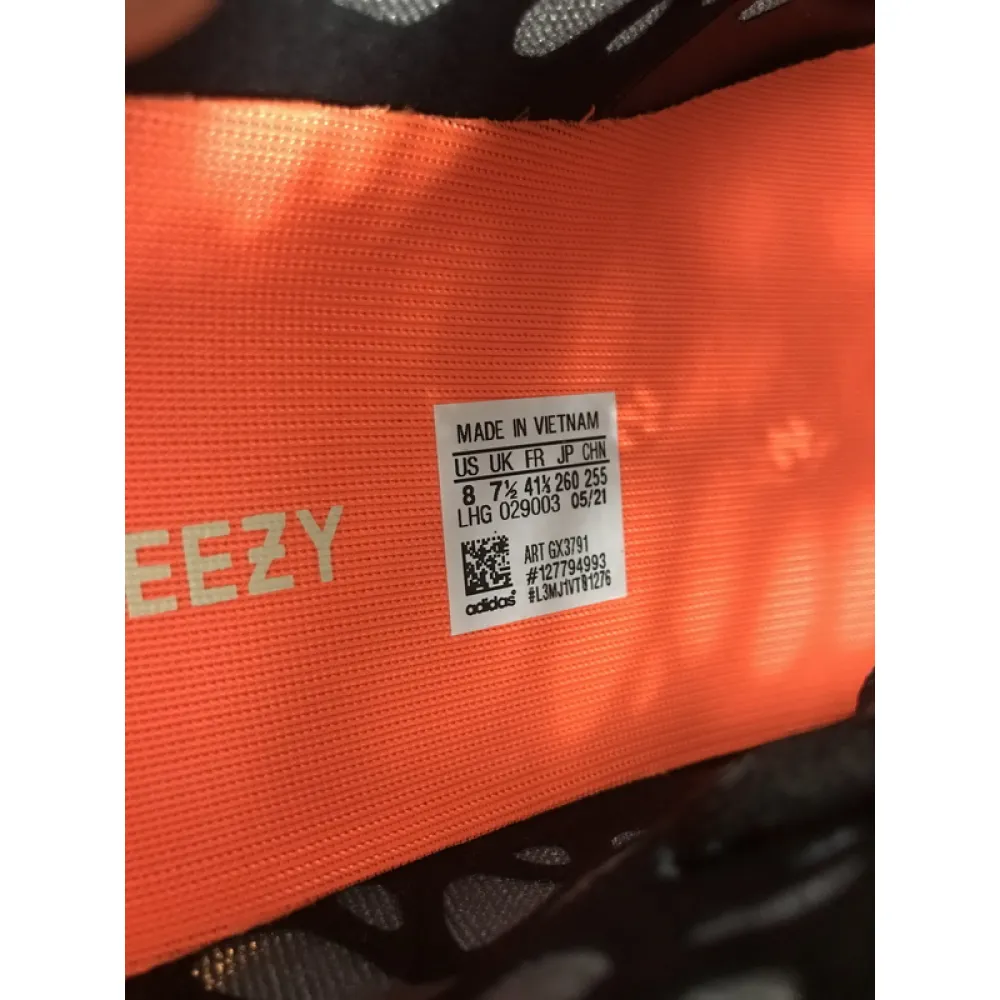 EEZY
MADE IN VIETNAM
US UK FR JP CHN
8 7½ 41⅓ 260 255
LHG 029003 05/21
ART GX3791
#127794993
#L3MJ1VT81276
adidas®